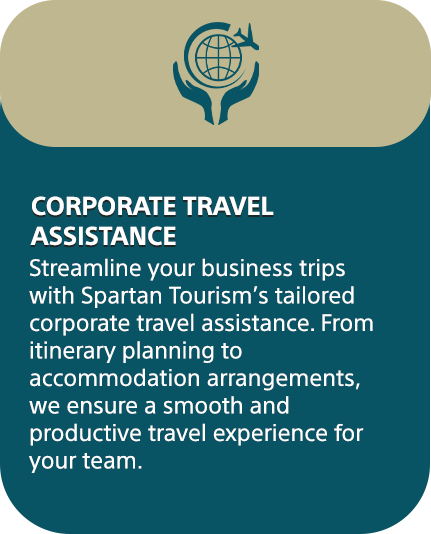 CORPORATE TRAVEL
ASSISTANCE
Streamline your business trips
with Spartan Tourism’s tailored
corporate travel assistance. From
itinerary planning to
accommodation arrangements,
we ensure a smooth and
productive travel experience for
your team.